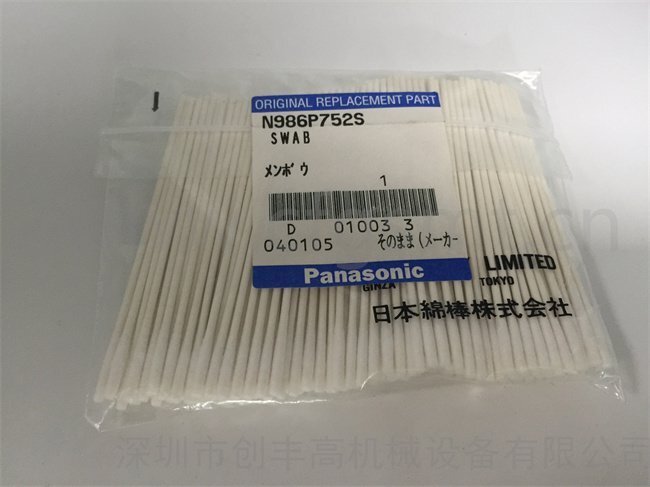 ORIGINAL REPLACEMENT PART
N986P752S
SWAB
メンボウ
1
D 01003 3
040105 そのまま(メーカー
Panasonic
LIMITED
GINZA TOKYO
日本綿棒株式会社
深圳市创丰高机械设备有限公司